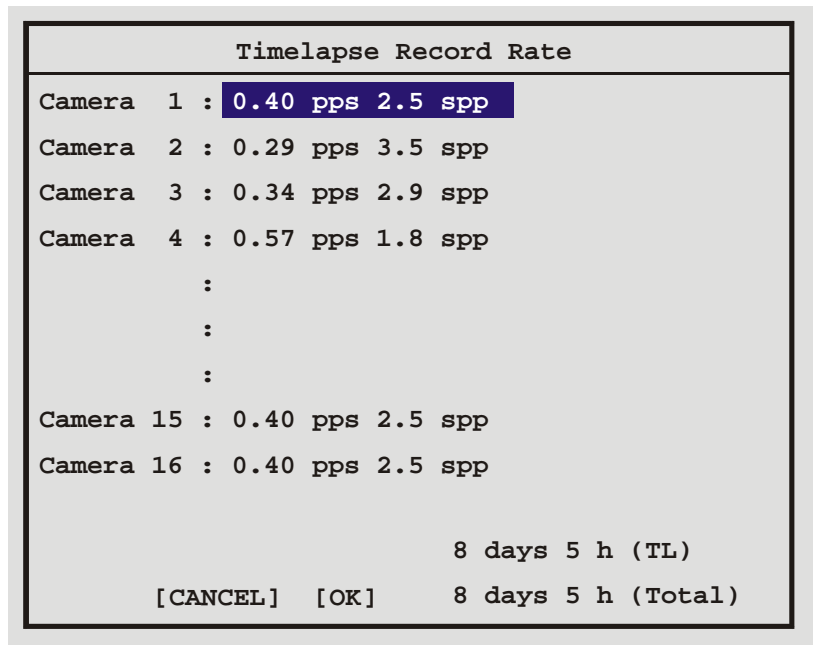 Timelapse Record Rate
Camera 1 : 0.40 pps 2.5 spp
Camera 2 : 0.29 pps 3.5 spp
Camera 3 : 0.34 pps 2.9 spp
Camera 4 : 0.57 pps 1.8 spp
:
:
:
Camera 15 : 0.40 pps 2.5 spp
Camera 16 : 0.40 pps 2.5 spp
8 days 5 h (TL)
[CANCEL] [OK] 8 days 5 h (Total)